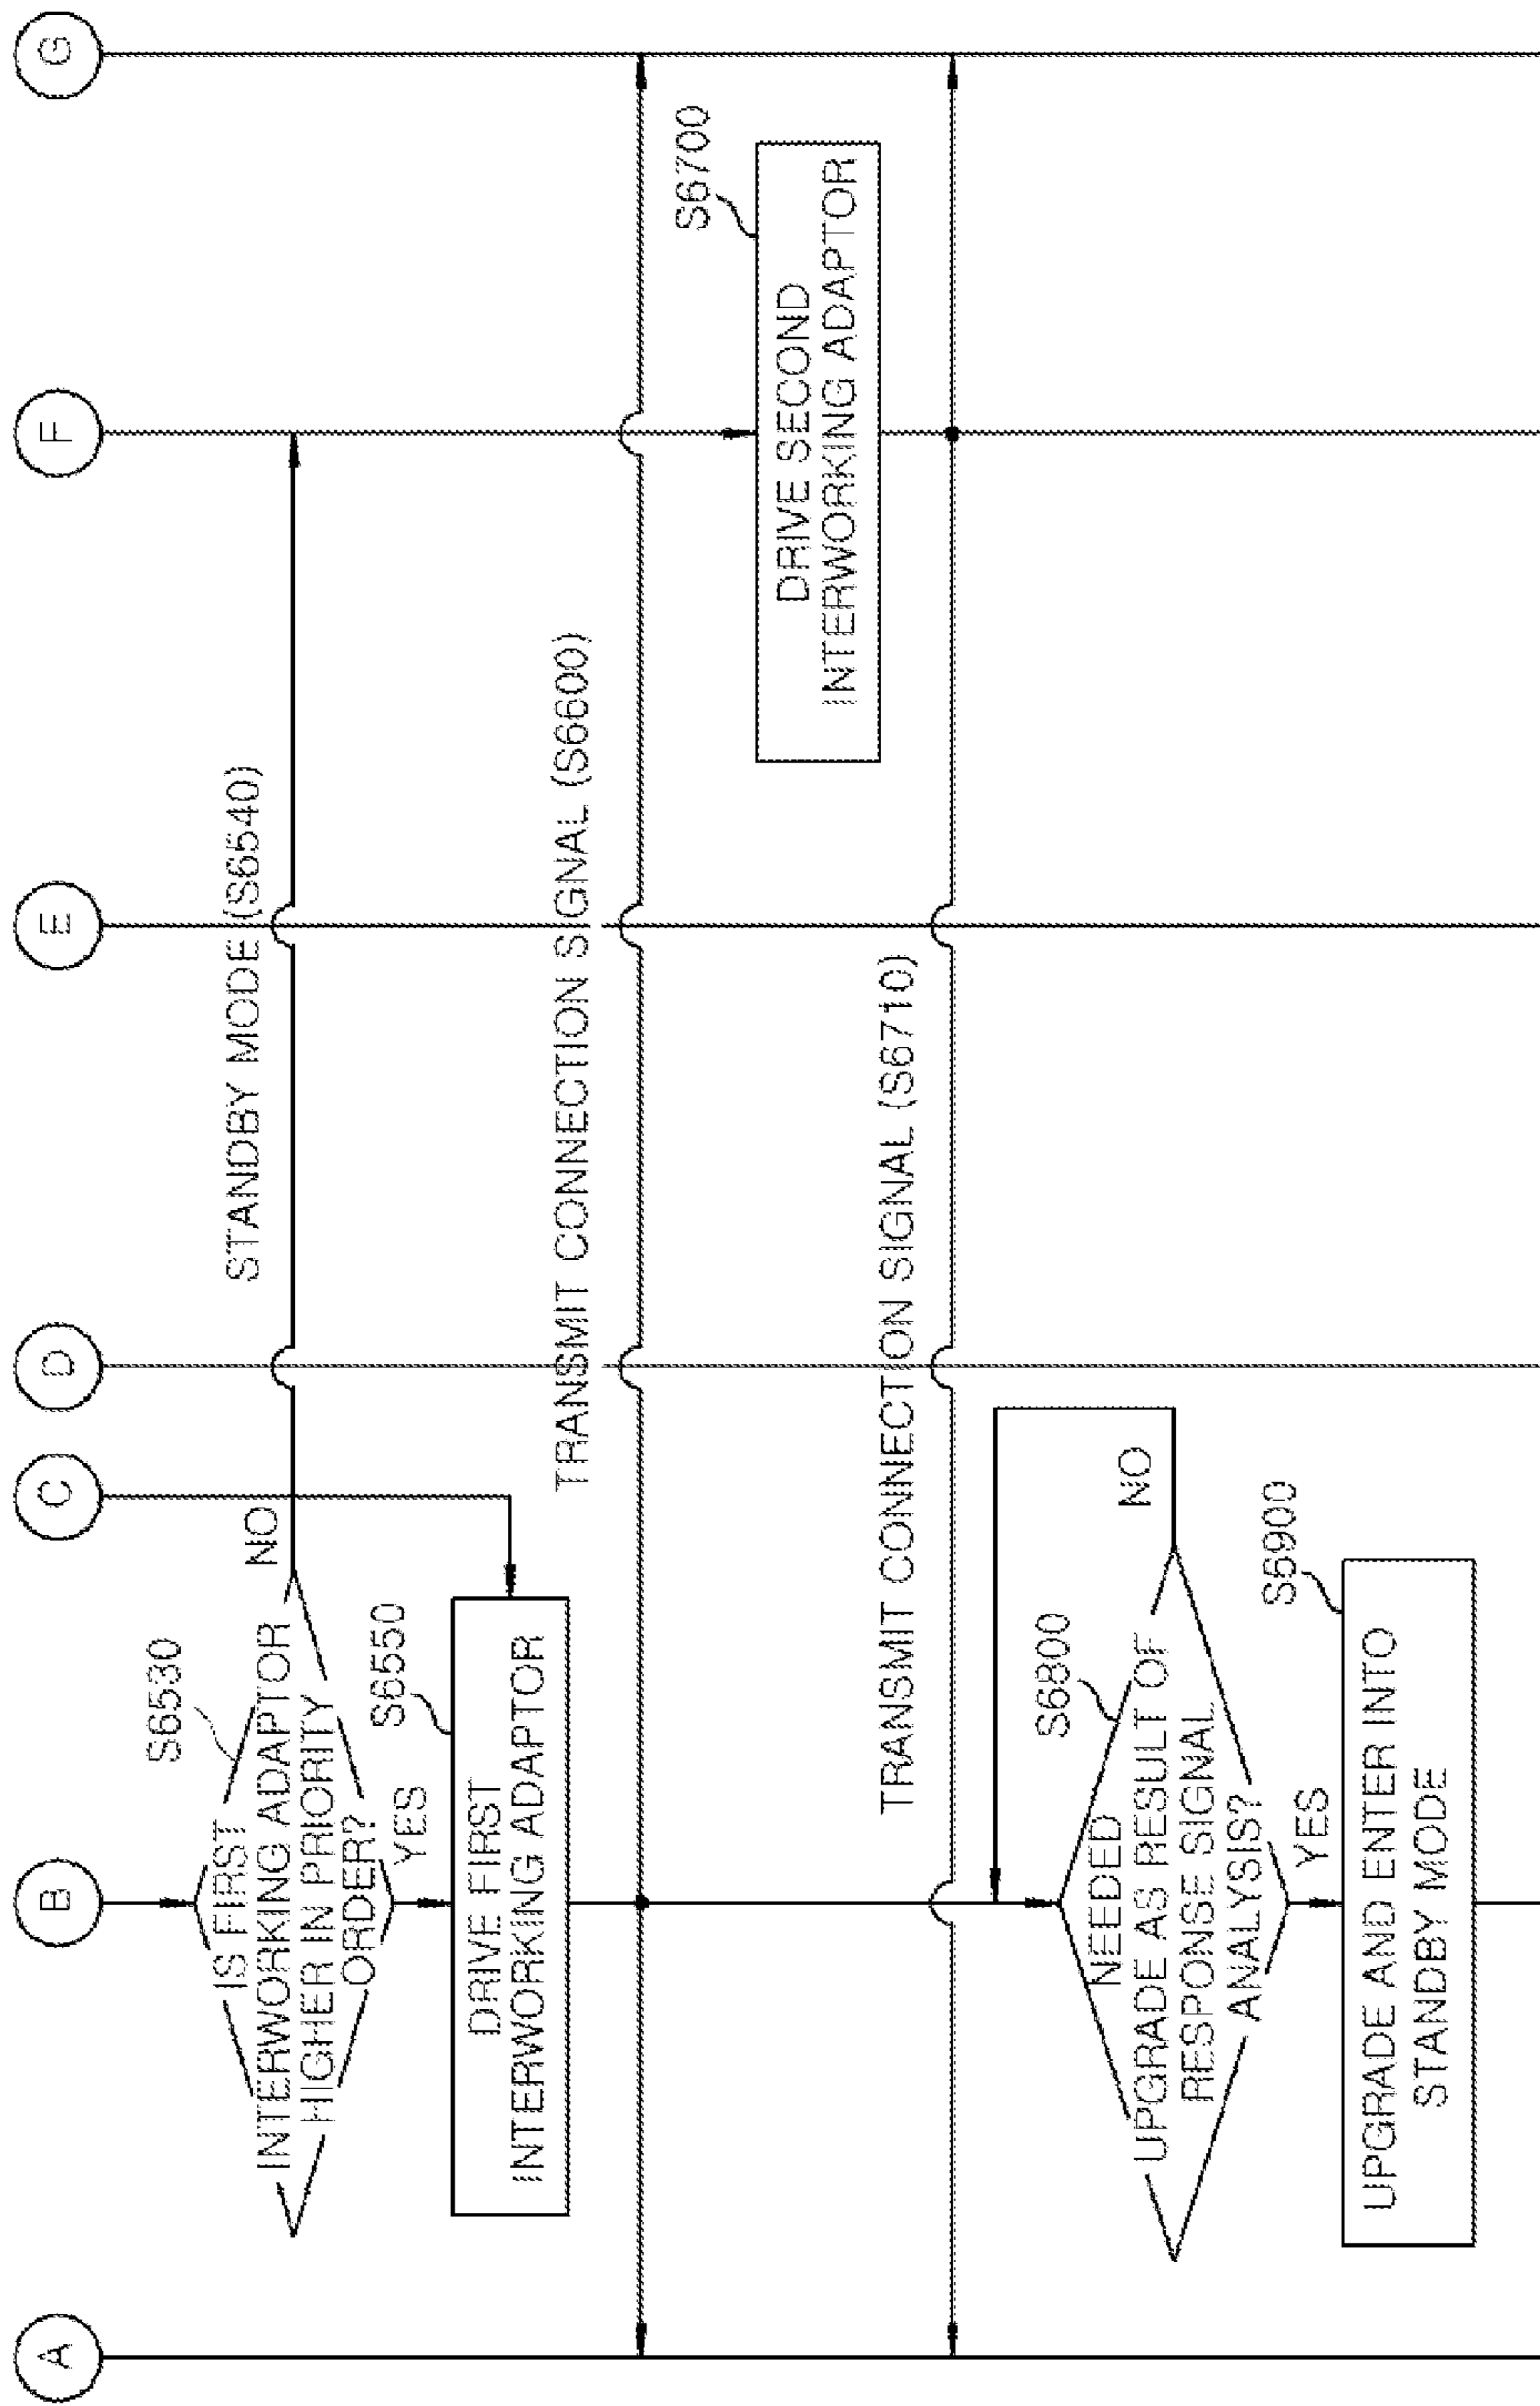 A
B
C
D
E
F
G
S6530
IS FIRST
INTERWORKING ADAPTOR
HIGHER IN PRIORITY
ORDER?
NO
YES
STANDBY MODE (S6540)
S6550
DRIVE FIRST
INTERWORKING ADAPTOR
TRANSMIT CONNECTION SIGNAL (S6600)
S6700
DRIVE SECOND
INTERWORKING ADAPTOR
TRANSMIT CONNECTION SIGNAL (S6710)
S6800
NEEDED
UPGRADE AS RESULT OF
RESPONSE SIGNAL
ANALYSIS?
NO
YES
S6900
UPGRADE AND ENTER INTO
STANDBY MODE